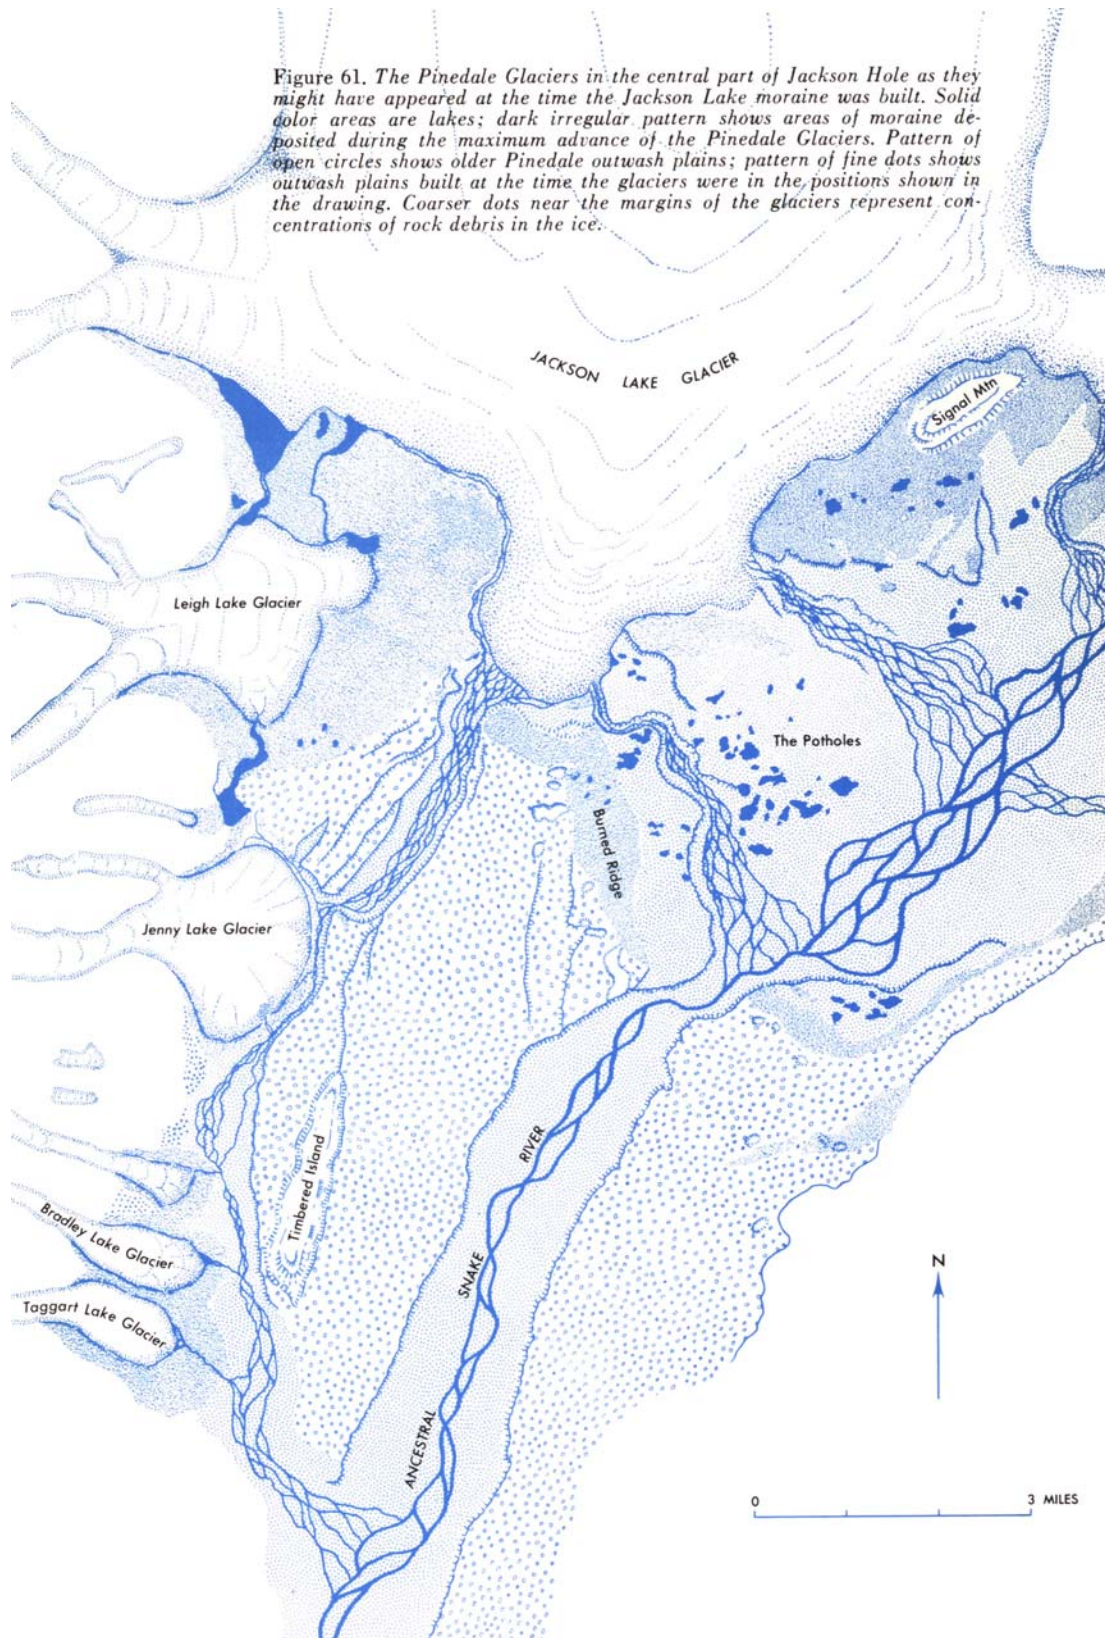 Figure 61. The Pinedale Glaciers in the central part of Jackson Hole as they
might have appeared at the time the Jackson Lake moraine was built. Solid
color areas are lakes; dark irregular pattern shows areas of moraine de-
posited during the maximum advance of the Pinedale Glaciers. Pattern of
open circles shows older Pinedale outwash plains; pattern of fine dots shows
outwash plains built at the time the glaciers were in the positions shown in
the drawing. Coarser dots near the margins of the glaciers represent con-
centrations of rock debris in the ice.
JACKSON LAKE GLACIER
Signal Mtn
Leigh Lake Glacier
The Potholes
Burned Ridge
Jenny Lake Glacier
Timbered Island
Bradley Lake Glacier
Taggart Lake Glacier
ANCESTRAL SNAKE RIVER
N
0 3 MILES